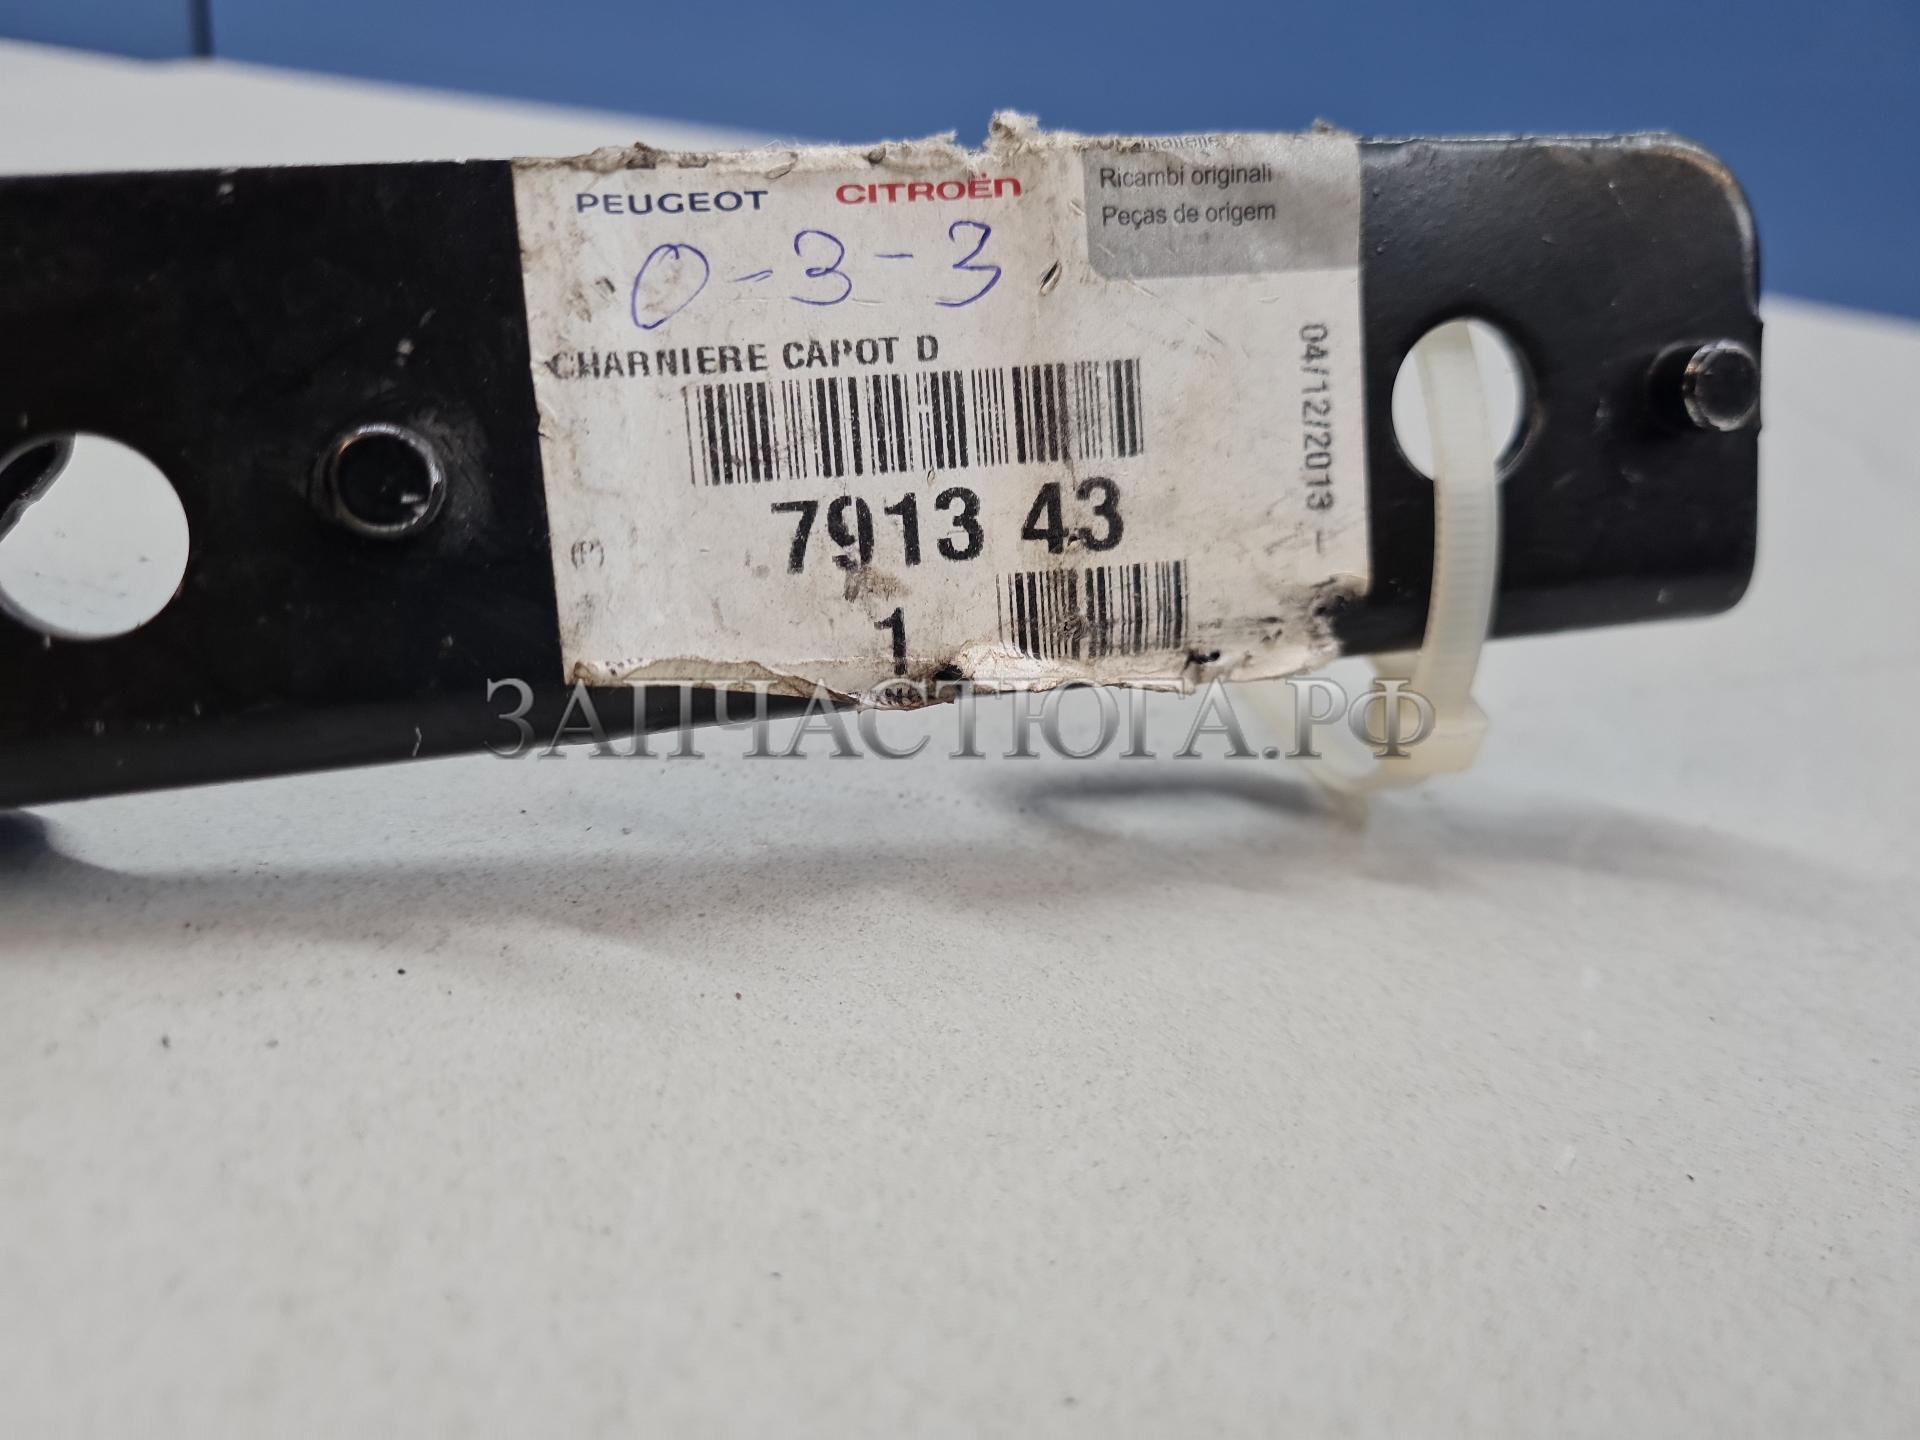 PEUGEOT CITROËN
Originalteile
Ricambi originali
Peças de origem
0-3-3
CHARNIERE CAPOT D
04/12/2013
7913 43
(P)
1
ЗАПЧАСТЮГА.РФ